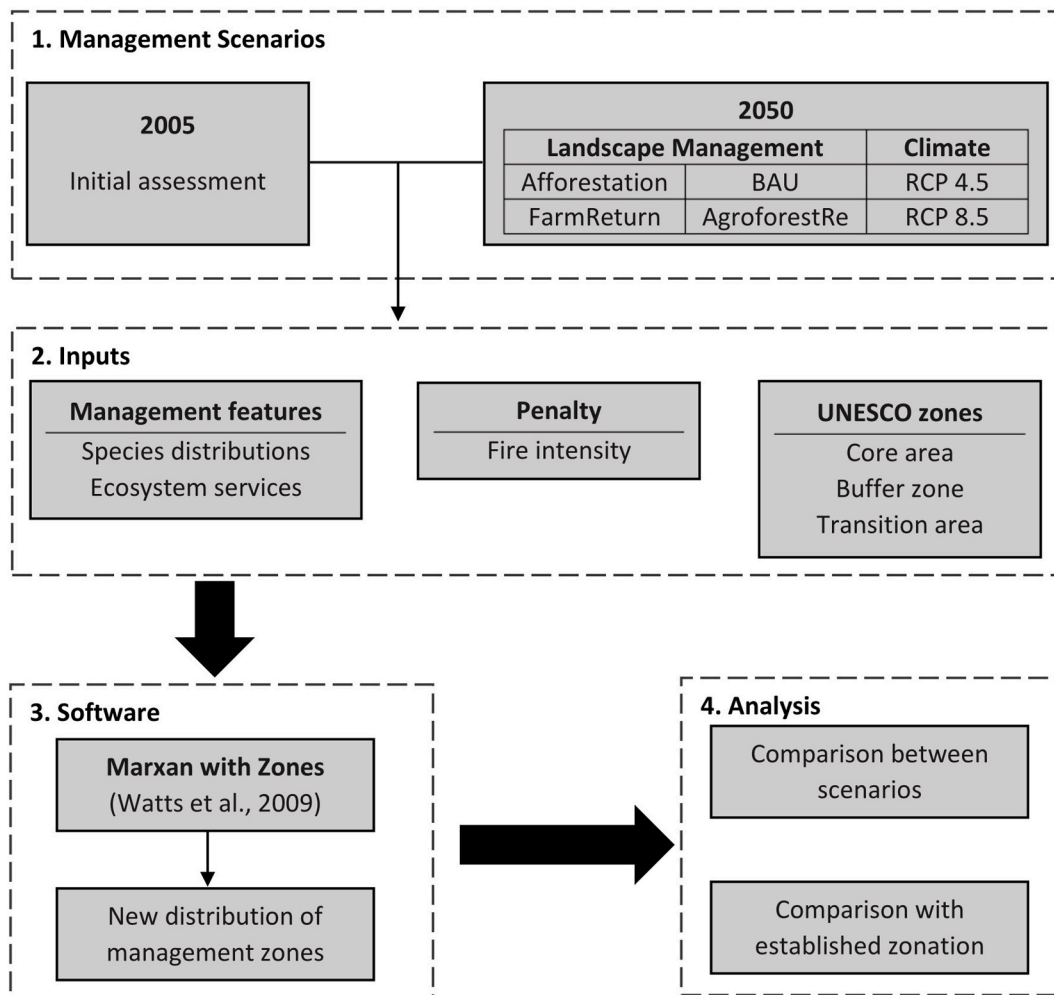 1. Management Scenarios
2005
Initial assessment
2050
Landscape Management Climate
Afforestation BAU RCP 4.5
FarmReturn AgroforestRe RCP 8.5
2. Inputs
Management features
Species distributions
Ecosystem services
Penalty
Fire intensity
UNESCO zones
Core area
Buffer zone
Transition area
3. Software
Marxan with Zones
(Watts et al., 2009)
New distribution of
management zones
4. Analysis
Comparison between
scenarios
Comparison with
established zonation